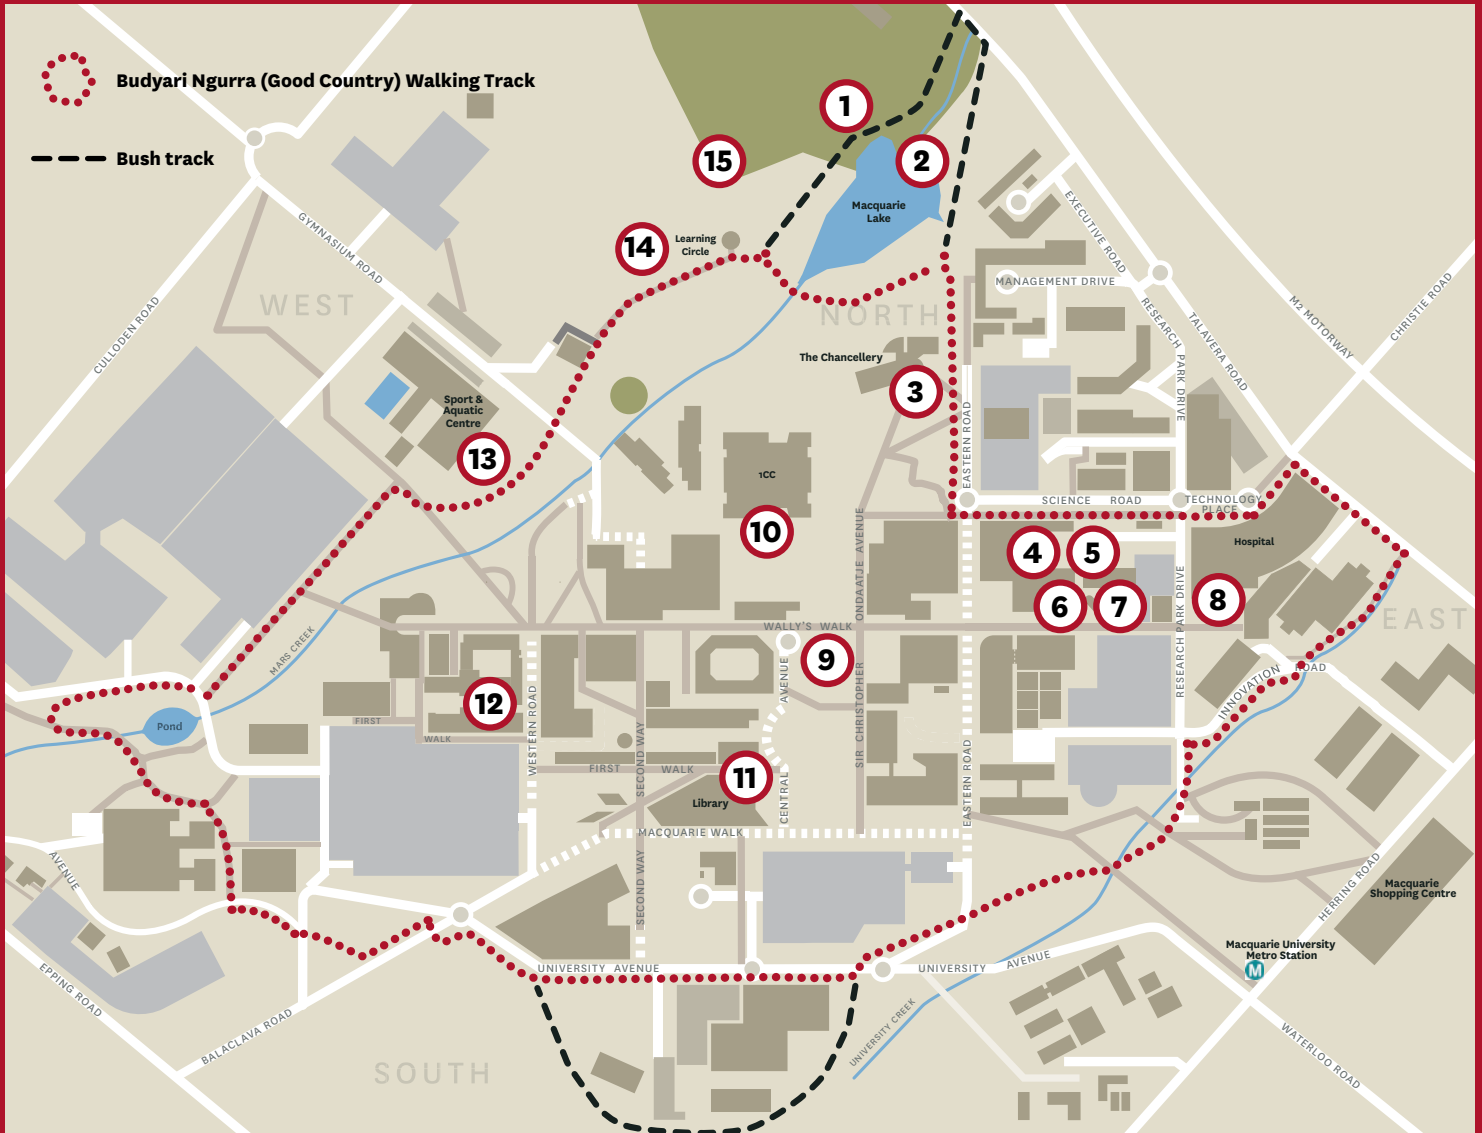 Budyari Ngurra (Good Country) Walking Track
Bush track
1
15
2
Macquarie
Lake
14
Learning
Circle
GYMNASIUM ROAD
WEST
CULLODEN ROAD
NORTH
EXECUTIVE ROAD
MANAGEMENT DRIVE
RESEARCH PARK DRIVE
TALAVERA ROAD
M2 MOTORWAY
CHRISTIE ROAD
The Chancellery
3
Sport &
Aquatic
Centre
13
EASTERN ROAD
1CC
10
SCIENCE ROAD
TECHNOLOGY
PLACE
Hospital
4
5
6
7
8
EAST
SIR CHRISTOPHER ONDAATJE AVENUE
WALLY'S WALK
9
RESEARCH PARK DRIVE
INNOVATION ROAD
MARS CREEK
12
Pond
FIRST
WALK
WESTERN ROAD
SECOND WAY
FIRST WALK
11
Library
CENTRAL AVENUE
EASTERN ROAD
MACQUARIE WALK
SECOND WAY
AVENUE
HERRING ROAD
Macquarie
Shopping Centre
Macquarie University
Metro Station
M
UNIVERSITY AVENUE
UNIVERSITY AVENUE
UNIVERSITY CREEK
EPPING ROAD
BALACLAVA ROAD
SOUTH
WATERLOO ROAD